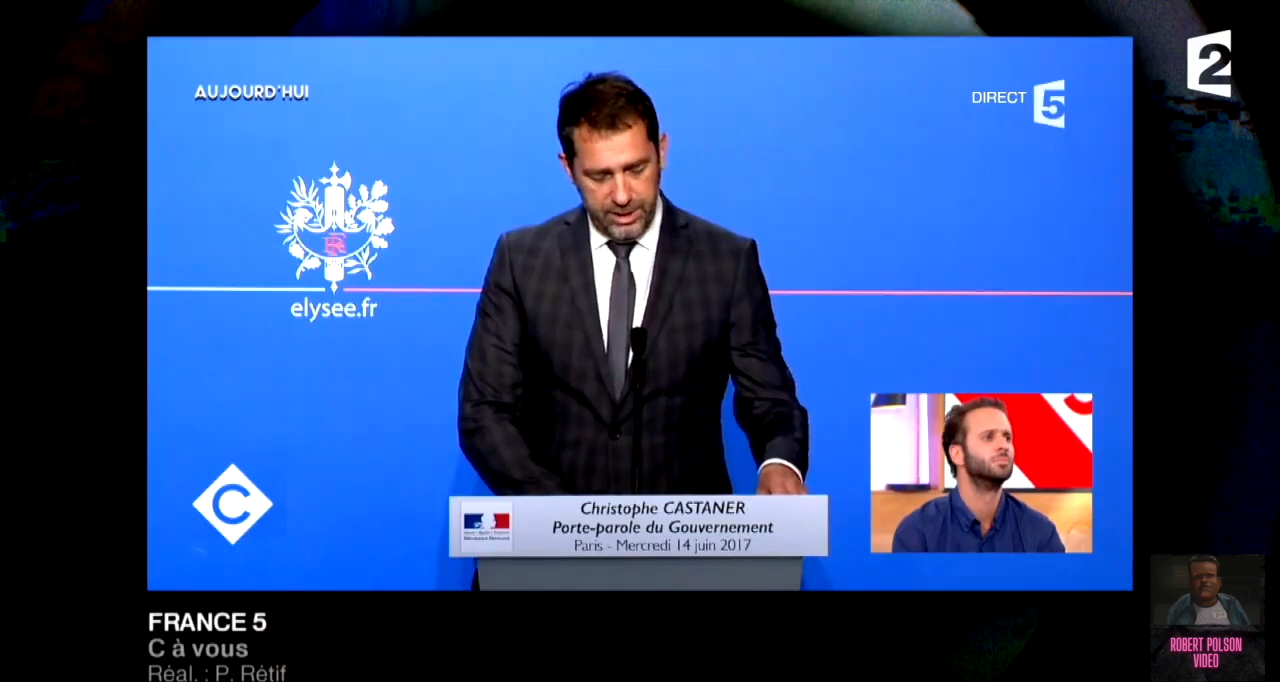 AUJOURD'HUI
DIRECT 5
2
elysee.fr
C
Christophe CASTANER
Porte-parole du Gouvernement
Paris - Mercredi 14 juin 2017
FRANCE 5
C à vous
Réal. : P. Rétif
ROBERT POLSON
VIDEO